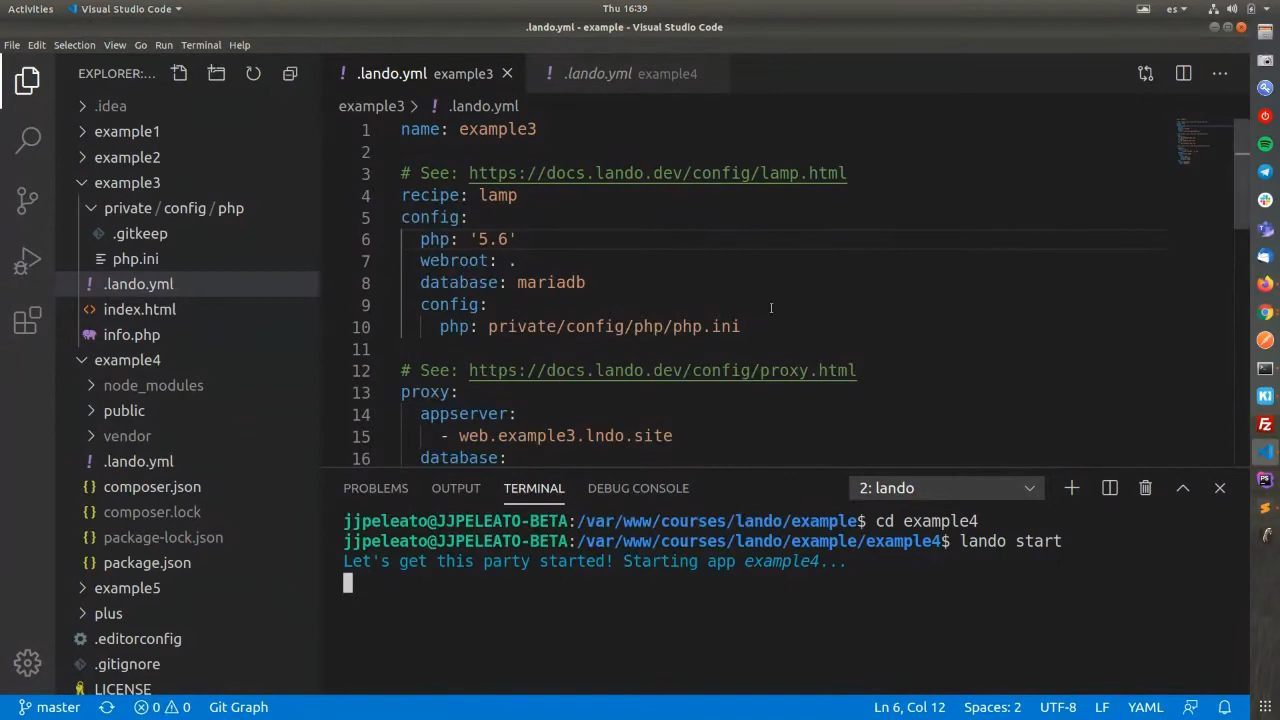 Activities
Visual Studio Code
Thu 16:39
es
.lando.yml - example - Visual Studio Code
File Edit Selection View Go Run Terminal Help
EXPLORER:...
.lando.yml example3
.lando.yml example4
example3 > .lando.yml
.idea
example1
example2
example3
private / config / php
.gitkeep
php.ini
.lando.yml
index.html
info.php
example4
node_modules
public
vendor
.lando.yml
composer.json
composer.lock
package-lock.json
package.json
example5
plus
.editorconfig
.gitignore
LICENSE
1 name: example3
2
3 # See: https://docs.lando.dev/config/lamp.html
4 recipe: lamp
5 config:
6 php: '5.6'
7 webroot: .
8 database: mariadb
9 config:
10 php: private/config/php/php.ini
11
12 # See: https://docs.lando.dev/config/proxy.html
13 proxy:
14 appserver:
15 - web.example3.lndo.site
16 database:
PROBLEMS OUTPUT TERMINAL DEBUG CONSOLE
2: lando
jjpeleato@JJPELEATO-BETA:/var/www/courses/lando/example$ cd example4
jjpeleato@JJPELEATO-BETA:/var/www/courses/lando/example/example4$ lando start
Let's get this party started! Starting app example4...
master
0 0
Git Graph
Ln 6, Col 12
Spaces: 2
UTF-8
LF
YAML